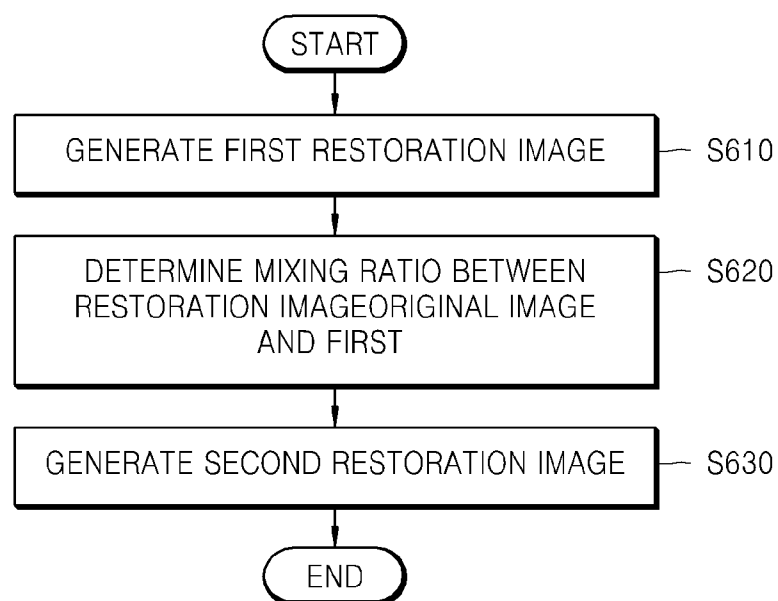 START
GENERATE FIRST RESTORATION IMAGE
S610
DETERMINE MIXING RATIO BETWEEN
RESTORATION IMAGEORIGINAL IMAGE
AND FIRST
S620
GENERATE SECOND RESTORATION IMAGE
S630
END